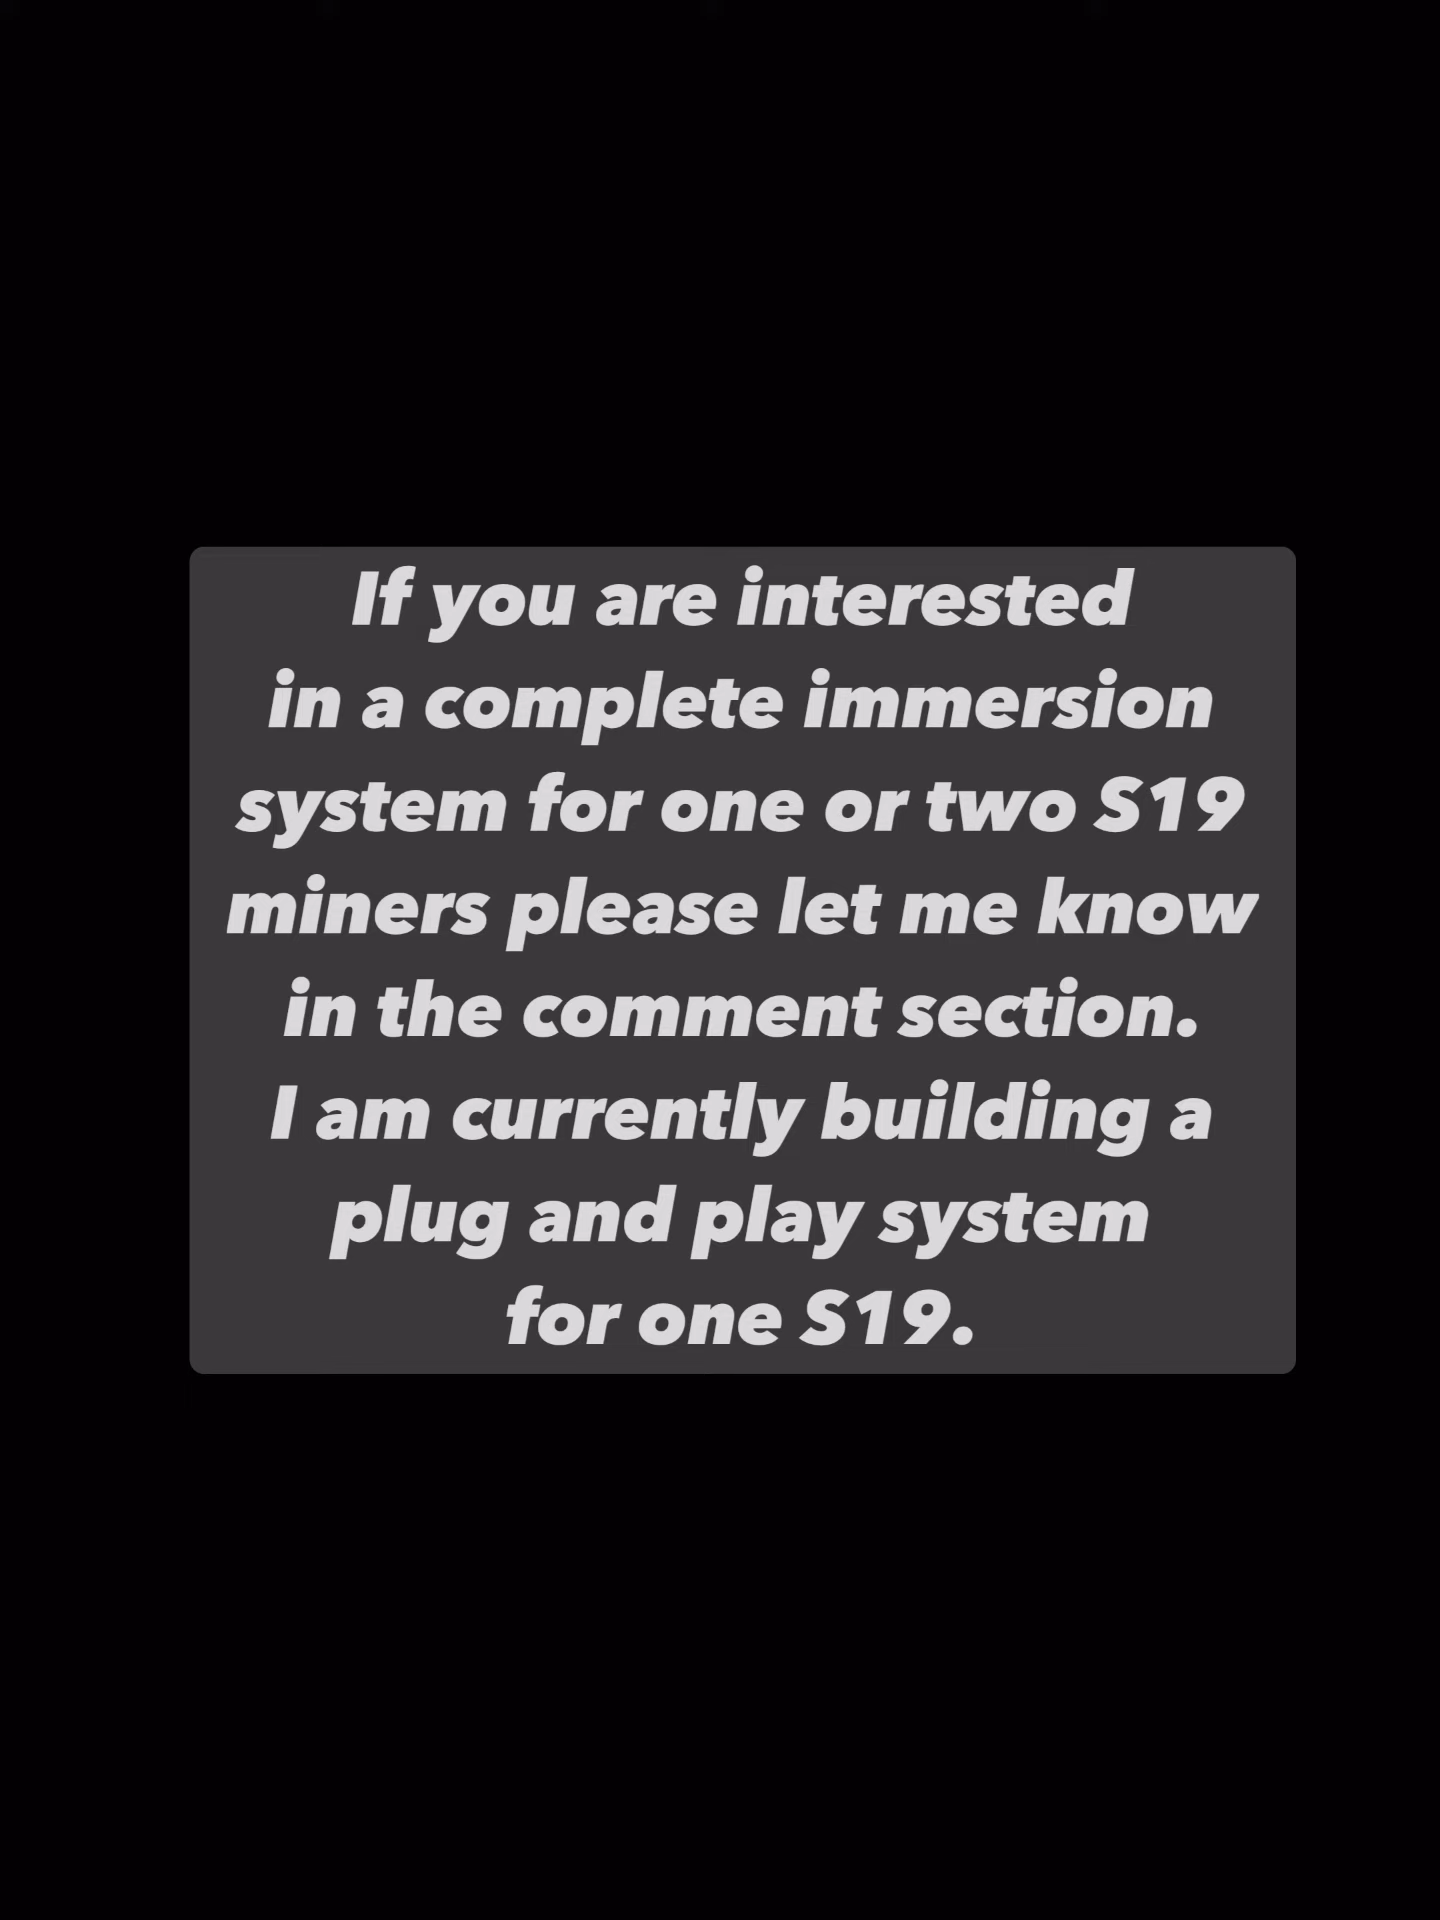 If you are interested
in a complete immersion
system for one or two S19
miners please let me know
in the comment section.
I am currently building a
plug and play system
for one S19.